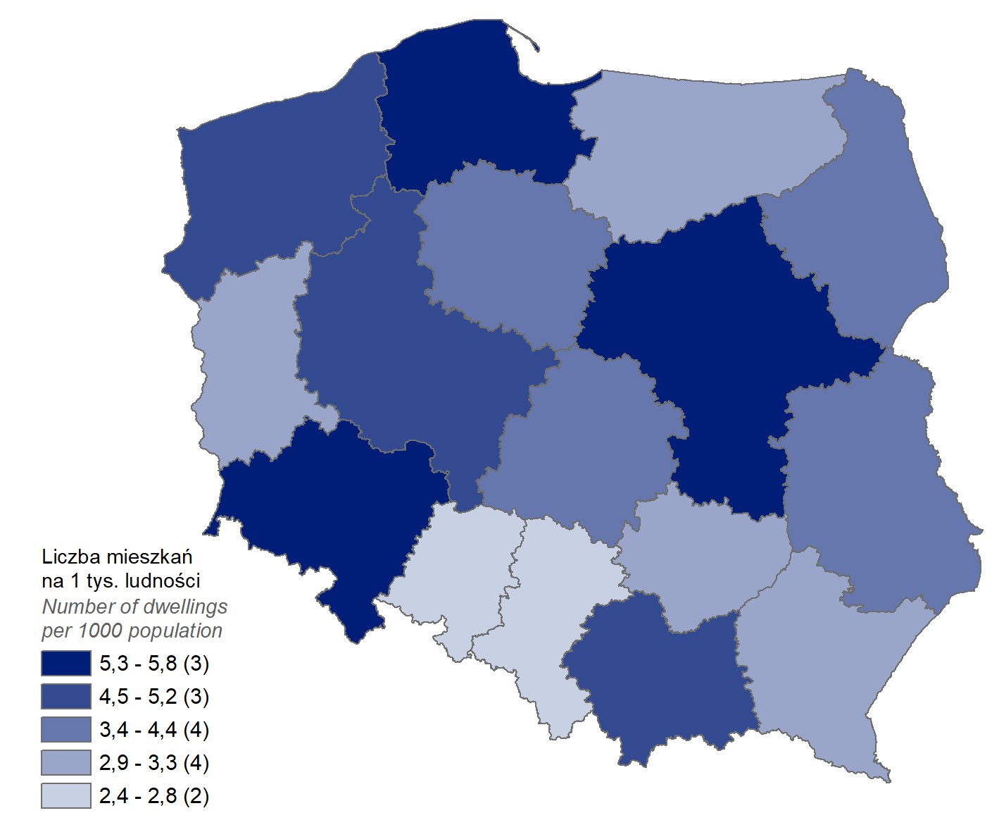 Liczba mieszkań
na 1 tys. ludności
Number of dwellings
per 1000 population
5,3 - 5,8 (3)
4,5 - 5,2 (3)
3,4 - 4,4 (4)
2,9 - 3,3 (4)
2,4 - 2,8 (2)